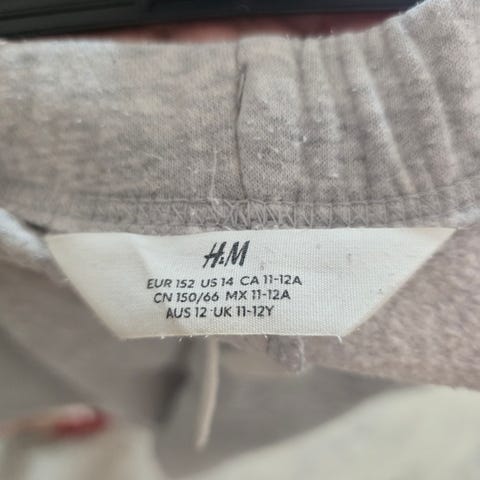 H&M
EUR 152 US 14 CA 11-12A
CN 150/66 MX 11-12A
AUS 12 UK 11-12Y